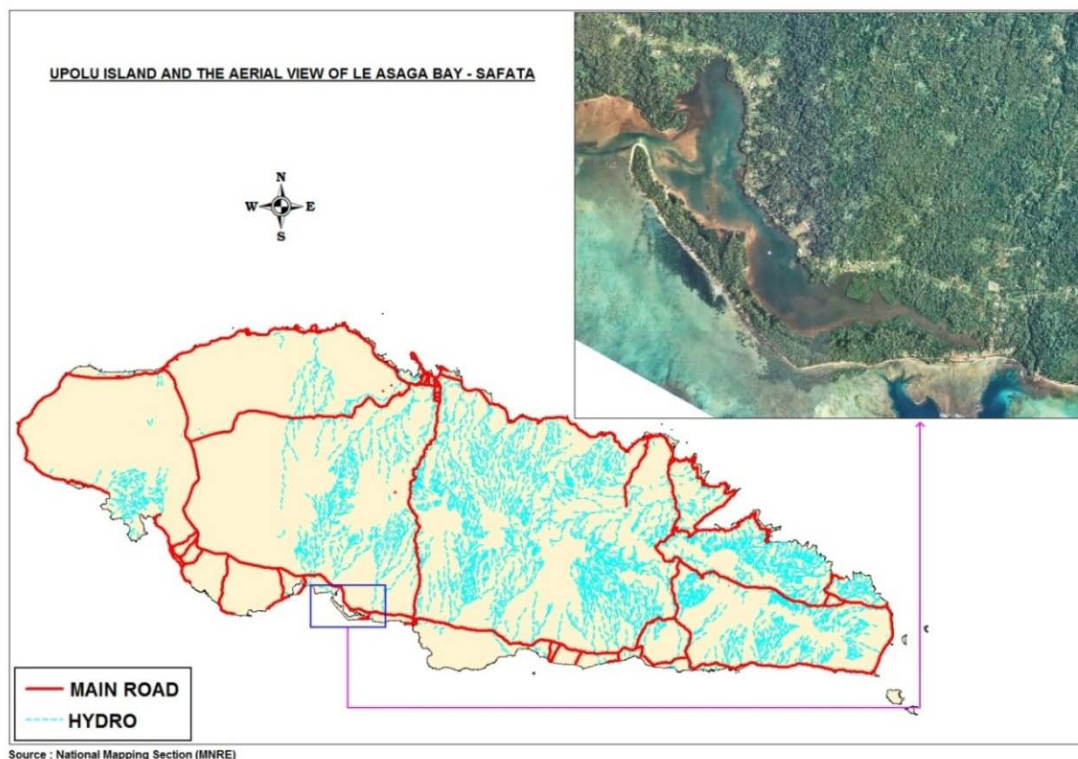 UPOLU ISLAND AND THE AERIAL VIEW OF LE ASAGA BAY - SAFATA
N
W E
S
MAIN ROAD
HYDRO
Source : National Mapping Section (MNRE)